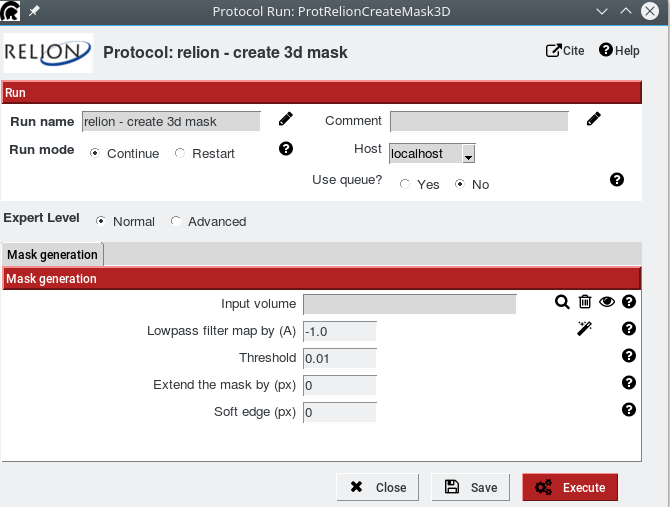 Protocol Run: ProtRelionCreateMask3D
RELION Protocol: relion - create 3d mask Cite Help
Run
Run name relion - create 3d mask Comment
Run mode Continue Restart Host localhost
Use queue? Yes No
Expert Level Normal Advanced
Mask generation
Mask generation
Input volume
Lowpass filter map by (A) -1.0
Threshold 0.01
Extend the mask by (px) 0
Soft edge (px) 0
Close Save Execute